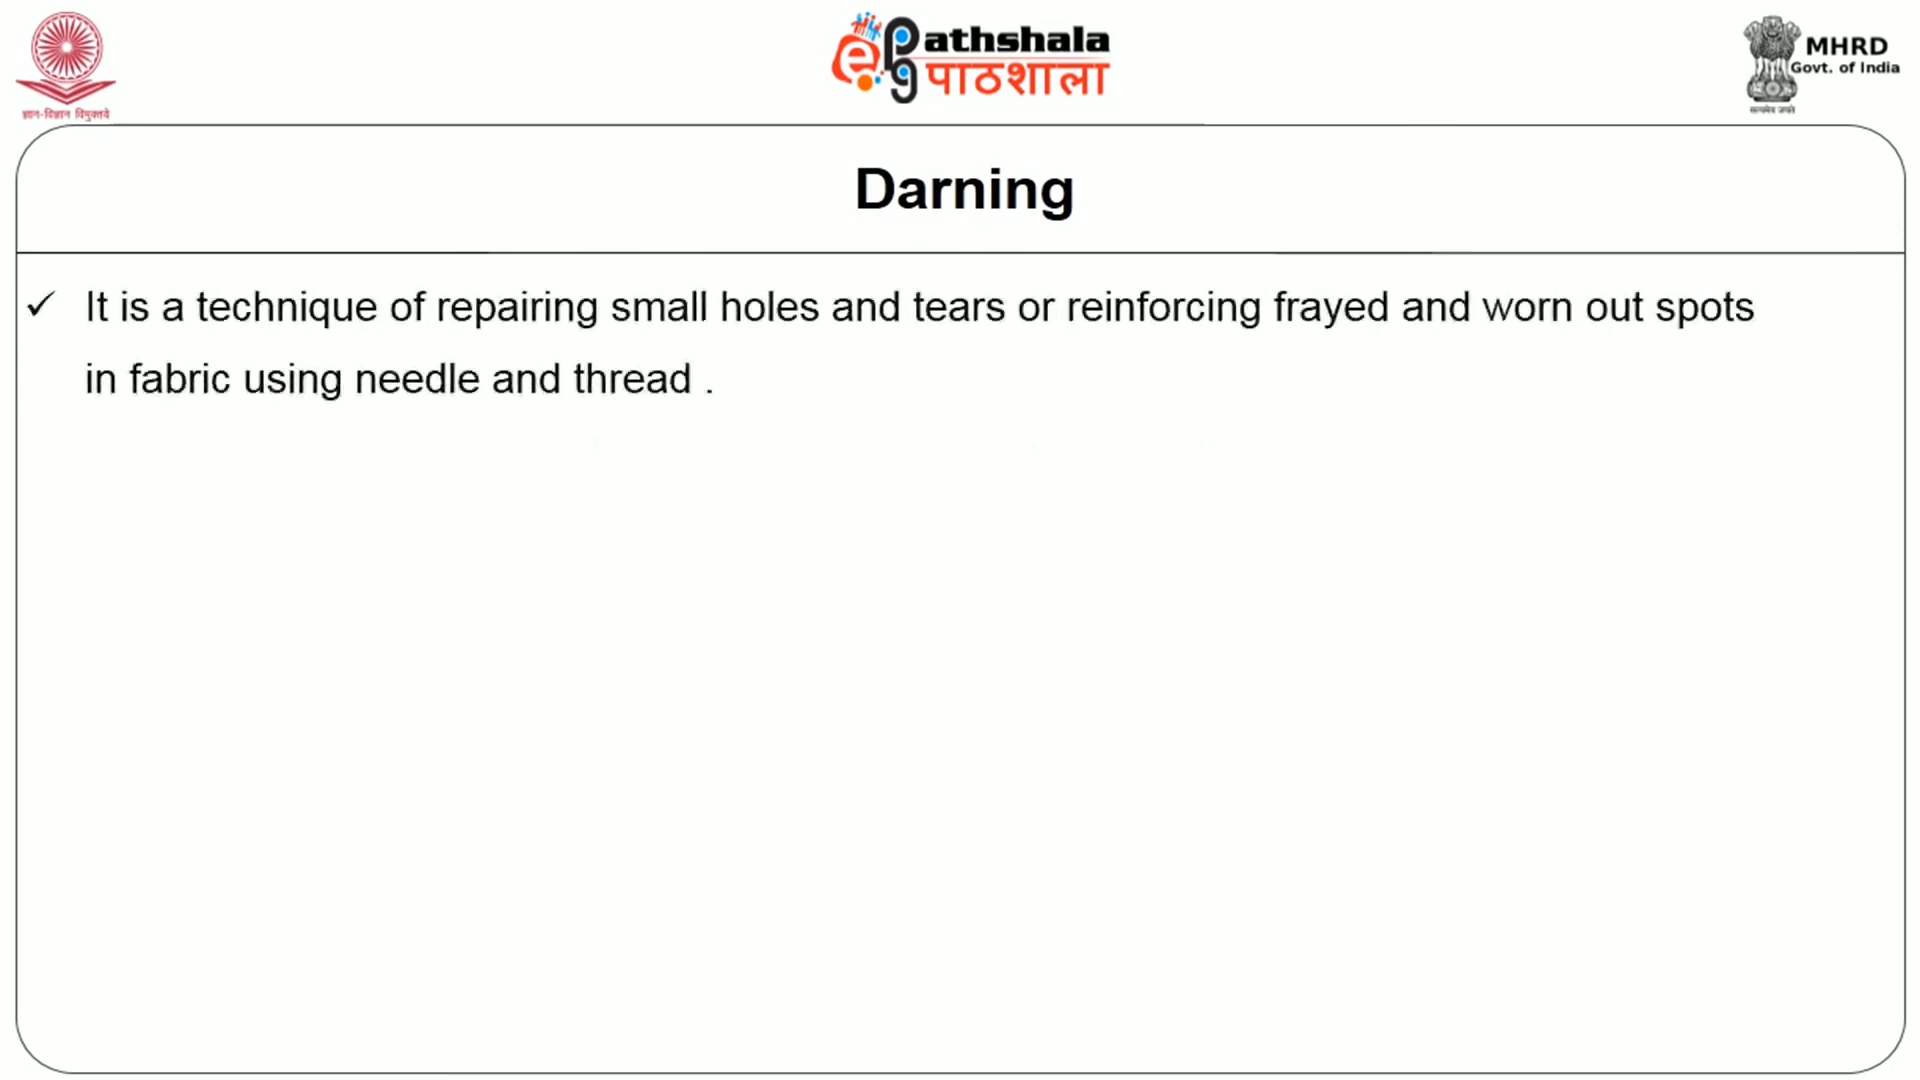 ज्ञान-विज्ञान विमुक्तये
ePathshala
pg पाठशाला
MHRD
Govt. of India
सत्यमेव जयते
Darning
✓ It is a technique of repairing small holes and tears or reinforcing frayed and worn out spots
in fabric using needle and thread .